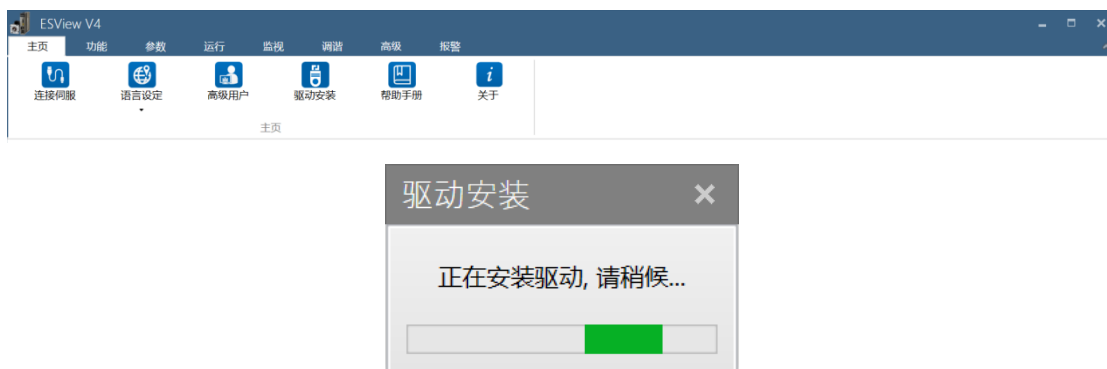 ESView V4
主页 功能 参数 运行 监视 调谐 高级 报警
连接伺服 语言设定 高级用户 驱动安装 帮助手册 关于
主页
驱动安装
正在安装驱动, 请稍候...